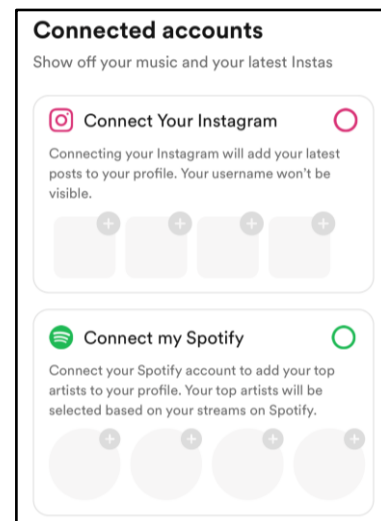 Connected accounts
Show off your music and your latest Instas
Connect Your Instagram
Connecting your Instagram will add your latest
posts to your profile. Your username won't be
visible.
Connect my Spotify
Connect your Spotify account to add your top
artists to your profile. Your top artists will be
selected based on your streams on Spotify.